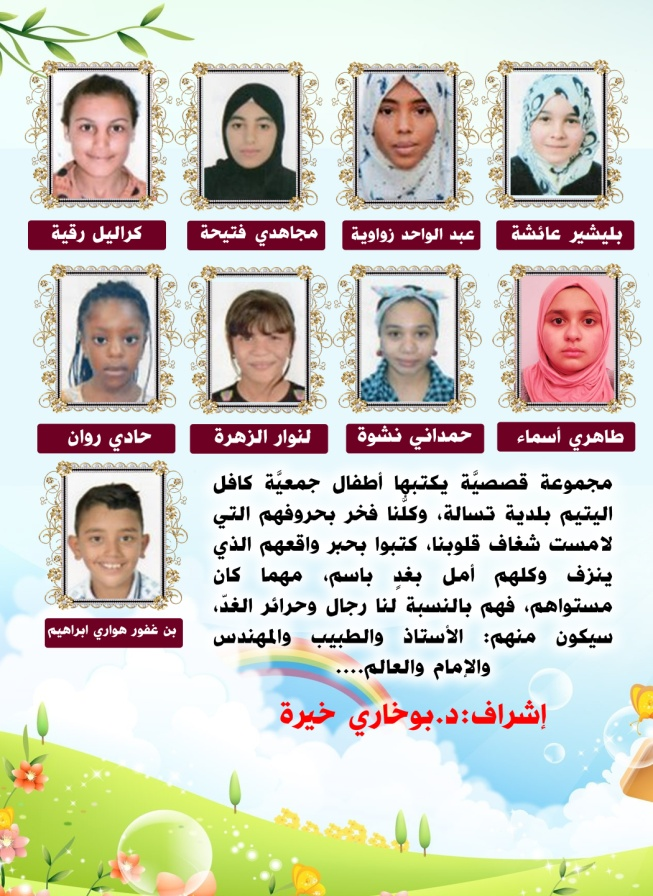 بليشير عائشة
عبد الواحد زواوية
مجاهدي فتيحة
كراليل رقية
طاهري أسماء
حمداني نشوة
لنوار الزهرة
حادي روان
بن غفور هواري ابراهيم
مجموعة قصصيَّة يكتبها أطفال جمعيَّة كافل
اليتيم بلدية تسالة، وكلُّنا فخر بحروفهم التي
لامست شغاف قلوبنا، كتبوا بحبر واقعهم الذي
ينزف وكلهم أمل بغدٍ باسم، مهما كان
مستواهم، فهم بالنسبة لنا رجال وحرائر الغدّ،
سيكون منهم: الأستاذ والطبيب والمهندس
والإمام والعالم....
إشراف:د.بوخاري خيرة